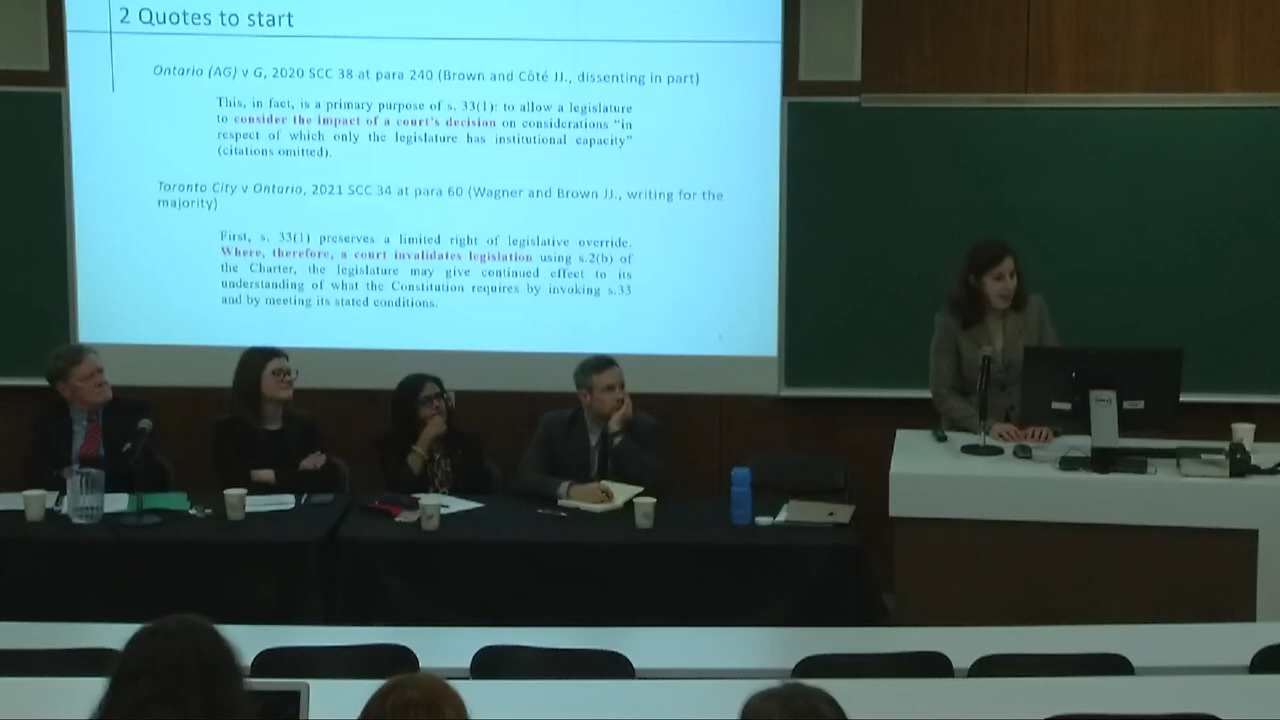 2 Quotes to start
Ontario (AG) v G, 2020 SCC 38 at para 240 (Brown and Côté JJ., dissenting in part)
This, in fact, is a primary purpose of s. 33(1): to allow a legislature
to consider the impact of a court's decision on considerations "in
respect of which only the legislature has institutional capacity"
(citations omitted).
Toronto City v Ontario, 2021 SCC 34 at para 60 (Wagner and Brown JJ., writing for the
majority)
First, s. 33(1) preserves a limited right of legislative override.
Where, therefore, a court invalidates legislation using s.2(b) of
the Charter, the legislature may give continued effect to its
understanding of what the Constitution requires by invoking s.33
and by meeting its stated conditions.
DELL